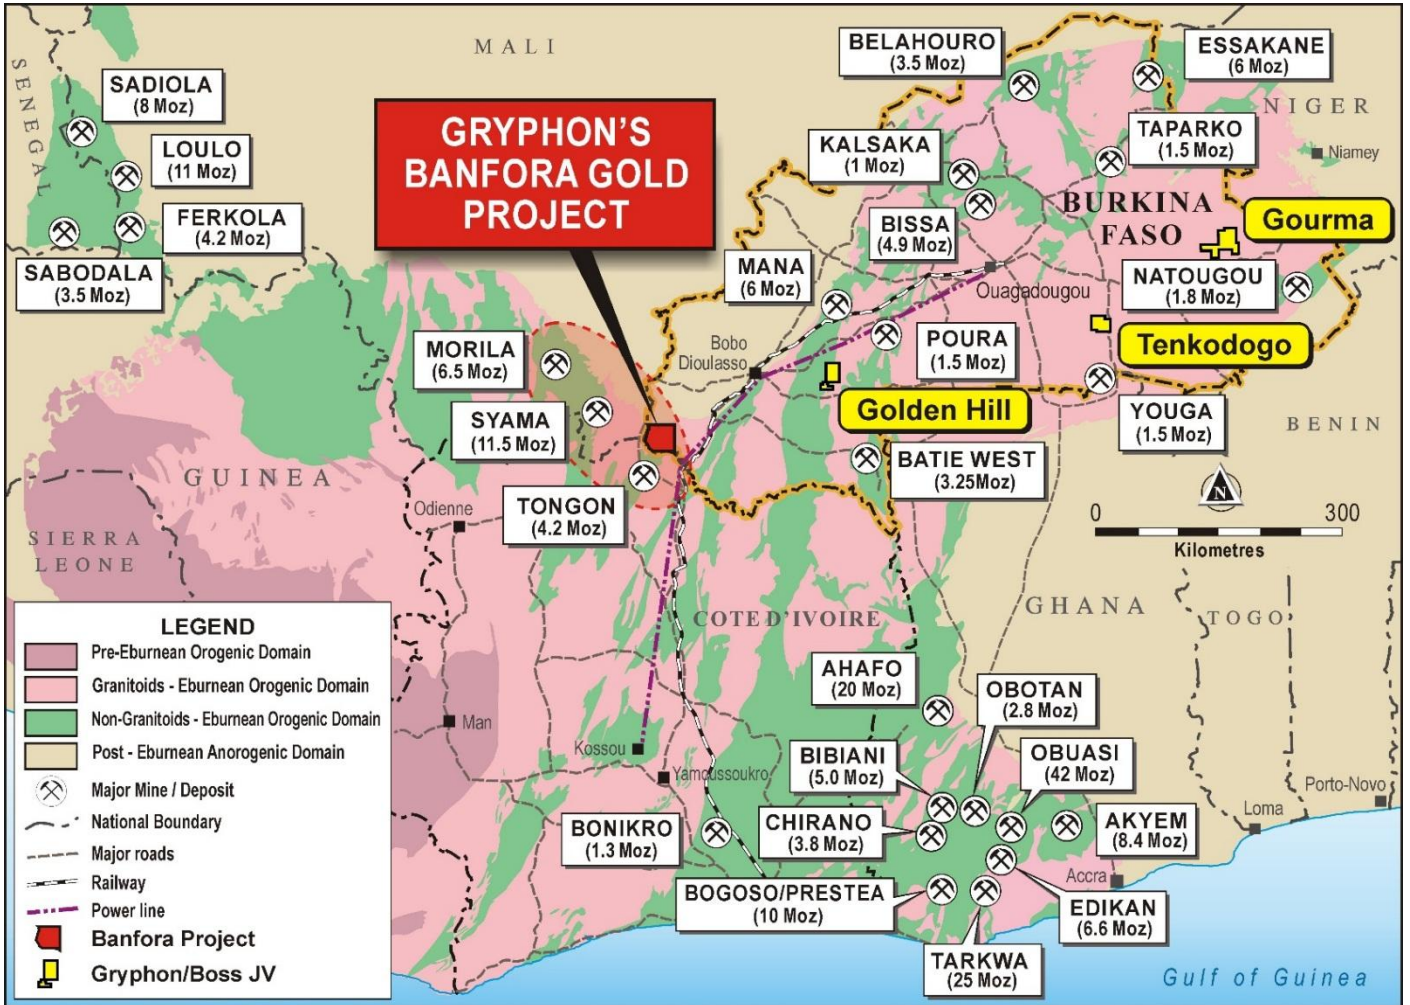 MALI
SENEGAL
SADIOLA
(8 Moz)
LOULO
(11 Moz)
FERKOLA
(4.2 Moz)
SABODALA
(3.5 Moz)
GRYPHON'S
BANFORA GOLD
PROJECT
BELAHOURO
(3.5 Moz)
ESSAKANE
(6 Moz)
NIGER
KALSAKA
(1 Moz)
TAPARKO
(1.5 Moz)
Niamey
BISSA
(4.9 Moz)
BURKINA
FASO
Gourma
MANA
(6 Moz)
Ouagadougou
NATOUGOU
(1.8 Moz)
MORILA
(6.5 Moz)
Bobo
Dioulasso
POURA
(1.5 Moz)
Tenkodogo
SYAMA
(11.5 Moz)
Golden Hill
YOUGA
(1.5 Moz)
BENIN
GUINEA
BATIE WEST
(3.25Moz)
TONGON
(4.2 Moz)
Odienne
N
0
300
Kilometres
SIERRA
LEONE
COTE D'IVOIRE
GHANA
TOGO
LEGEND
Pre-Eburnean Orogenic Domain
Granitoids - Eburnean Orogenic Domain
Non-Granitoids - Eburnean Orogenic Domain
Post - Eburnean Anorogenic Domain
Major Mine / Deposit
National Boundary
Major roads
Railway
Power line
Banfora Project
Gryphon/Boss JV
Man
Kossou
Yamoussoukro
AHAFO
(20 Moz)
OBOTAN
(2.8 Moz)
BIBIANI
(5.0 Moz)
OBUASI
(42 Moz)
CHIRANO
(3.8 Moz)
BONIKRO
(1.3 Moz)
AKYEM
(8.4 Moz)
Loma
Porto-Novo
BOGOSO/PRESTEA
(10 Moz)
Accra
EDIKAN
(6.6 Moz)
TARKWA
(25 Moz)
Gulf of Guinea